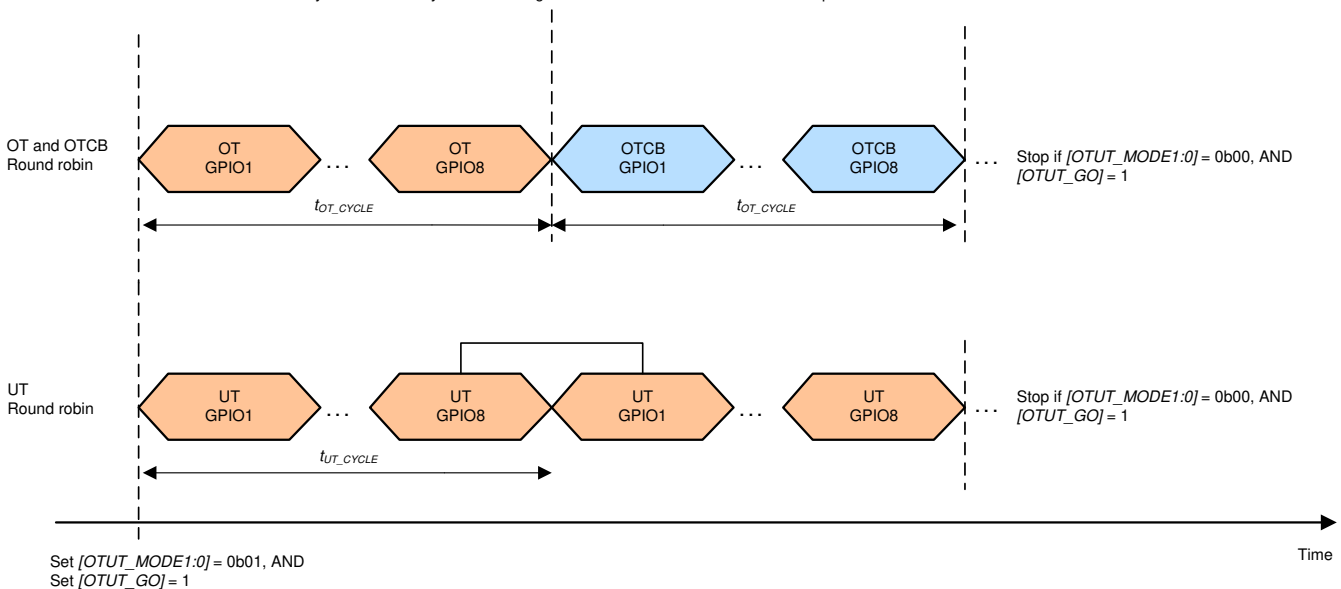 OT and OTCB
Round robin
OT
GPIO1
...
OT
GPIO8
OTCB
GPIO1
...
OTCB
GPIO8
...
Stop if [OTUT_MODE1:0] = 0b00, AND
[OTUT_GO] = 1
tOT_CYCLE
tOT_CYCLE
UT
Round robin
UT
GPIO1
...
UT
GPIO8
UT
GPIO1
...
UT
GPIO8
...
Stop if [OTUT_MODE1:0] = 0b00, AND
[OTUT_GO] = 1
tUT_CYCLE
Time
Set [OTUT_MODE1:0] = 0b01, AND
Set [OTUT_GO] = 1